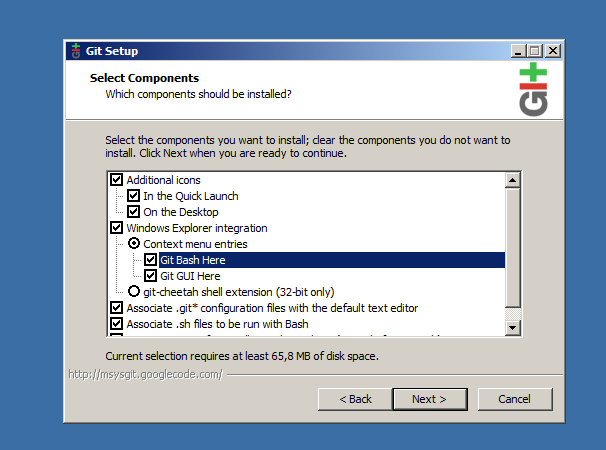 Git Setup
Select Components
Which components should be installed?
Git
Select the components you want to install; clear the components you do not want to
install. Click Next when you are ready to continue.
Additional icons
In the Quick Launch
On the Desktop
Windows Explorer integration
Context menu entries
Git Bash Here
Git GUI Here
git-cheetah shell extension (32-bit only)
Associate .git* configuration files with the default text editor
Associate .sh files to be run with Bash
Current selection requires at least 65,8 MB of disk space.
http://msysgit.googlecode.com/
< Back
Next >
Cancel